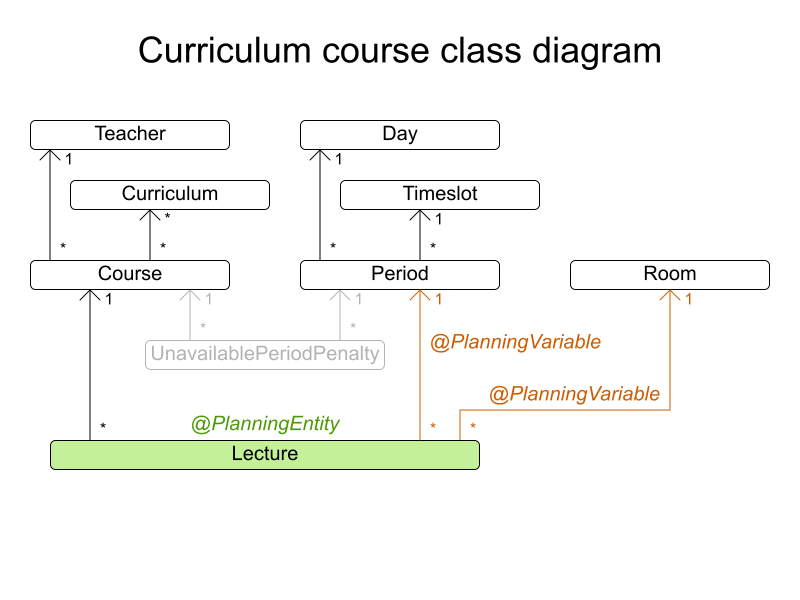 Curriculum course class diagram
Teacher
Day
1
1
Curriculum
Timeslot
*
1
*
*
*
*
Course
Period
Room
1
1
1
1
1
*
*
@PlanningVariable
UnavailablePeriodPenalty
@PlanningVariable
*
@PlanningEntity
*
*
Lecture